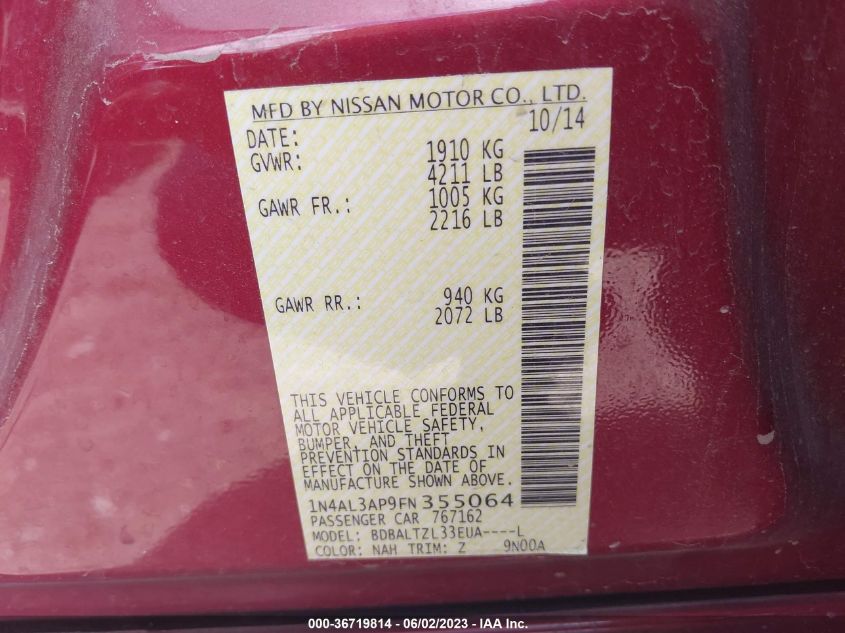 MFD BY NISSAN MOTOR CO., LTD.
DATE: 10/14
GVWR: 1910 KG
4211 LB
GAWR FR.: 1005 KG
2216 LB
GAWR RR.: 940 KG
2072 LB
THIS VEHICLE CONFORMS TO
ALL APPLICABLE FEDERAL
MOTOR VEHICLE SAFETY,
BUMPER, AND THEFT
PREVENTION STANDARDS IN
EFFECT ON THE DATE OF
MANUFACTURE SHOWN ABOVE.
1N4AL3AP9FN355064
PASSENGER CAR 767162
MODEL: BDBALTZL33EUA----L
COLOR: NAH TRIM: Z 9N00A
000-36719814 - 06/02/2023 - IAA Inc.